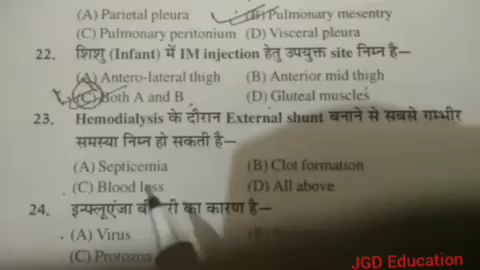 (A) Parietal pleura (B) Pulmonary mesentry
(C) Pulmonary peritonium (D) Visceral pleura
22. शिशु (Infant) में IM injection हेतु उपयुक्त site निम्न है—
(A) Antero-lateral thigh (B) Anterior mid thigh
(C) Both A and B (D) Gluteal muscles
23. Hemodialysis के दौरान External shunt बनाने से सबसे गम्भीर
समस्या निम्न हो सकती है—
(A) Septicemia (B) Clot formation
(C) Blood loss (D) All above
24. इन्फ्लूएंजा का कारण है—
(A) Virus
(C) Protozoa
JGD Education